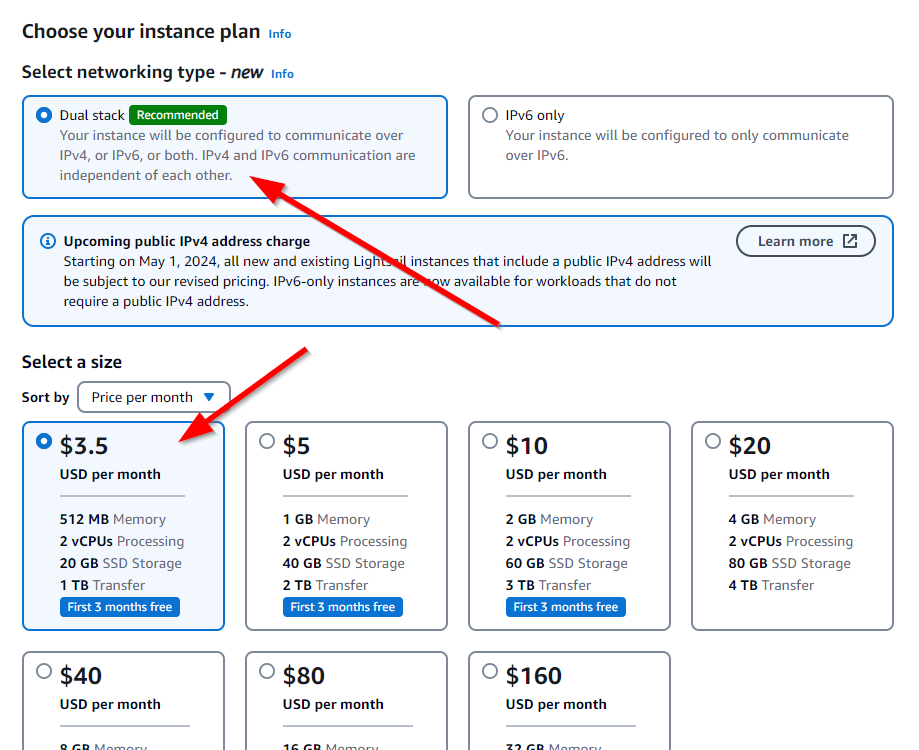 Choose your instance plan Info
Select networking type - new Info
Dual stack Recommended
Your instance will be configured to communicate over
IPv4, or IPv6, or both. IPv4 and IPv6 communication are
independent of each other.
IPv6 only
Your instance will be configured to only communicate
over IPv6.
Upcoming public IPv4 address charge
Learn more
Starting on May 1, 2024, all new and existing Lightsail instances that include a public IPv4 address will
be subject to our revised pricing. IPv6-only instances are now available for workloads that do not
require a public IPv4 address.
Select a size
Sort by Price per month
$3.5
USD per month
512 MB Memory
2 vCPUs Processing
20 GB SSD Storage
1 TB Transfer
First 3 months free
$5
USD per month
1 GB Memory
2 vCPUs Processing
40 GB SSD Storage
2 TB Transfer
First 3 months free
$10
USD per month
2 GB Memory
2 vCPUs Processing
60 GB SSD Storage
3 TB Transfer
First 3 months free
$20
USD per month
4 GB Memory
2 vCPUs Processing
80 GB SSD Storage
4 TB Transfer
$40
USD per month
8 GB Memory
$80
USD per month
16 GB Memory
$160
USD per month
32 GB Memory